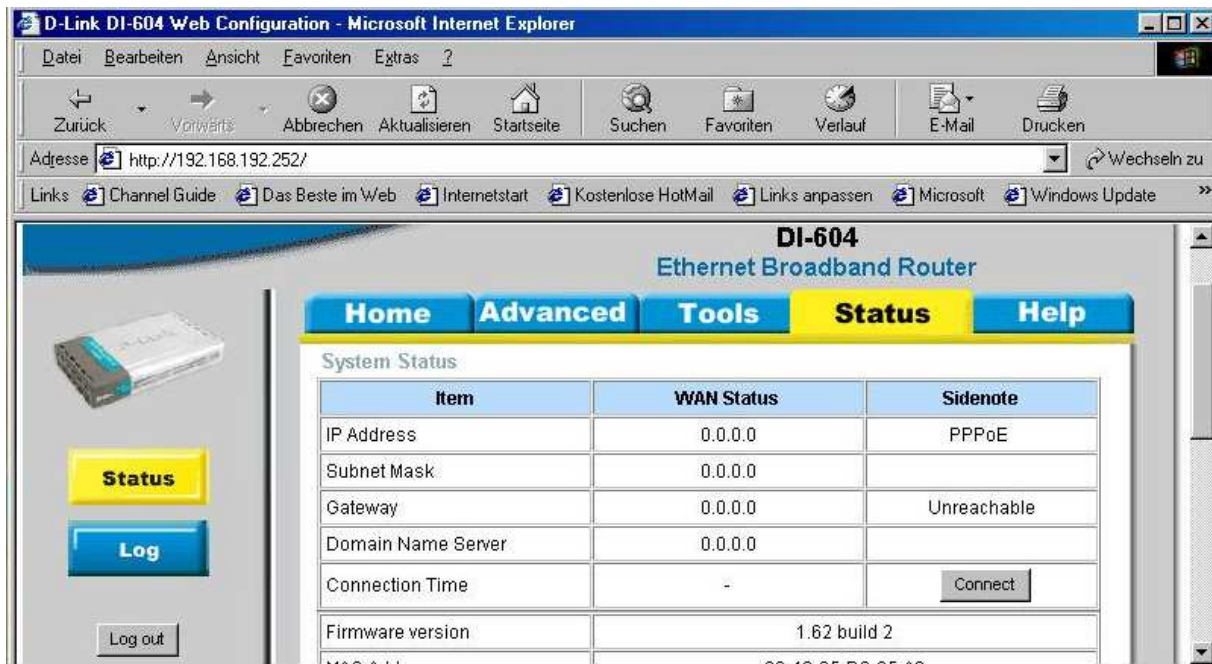 D-Link DI-604 Web Configuration - Microsoft Internet Explorer
Datei Bearbeiten Ansicht Favoriten Extras ?
Zurück Vorwärts Abbrechen Aktualisieren Startseite Suchen Favoriten Verlauf E-Mail Drucken
Adresse http://192.168.192.252/ Wechseln zu
Links Channel Guide Das Beste im Web Internetstart Kostenlose HotMail Links anpassen Microsoft Windows Update »
DI-604
Ethernet Broadband Router
Home Advanced Tools Status Help
System Status
Item WAN Status Sidenote
IP Address 0.0.0.0 PPPoE
Subnet Mask 0.0.0.0
Gateway 0.0.0.0 Unreachable
Domain Name Server 0.0.0.0
Connection Time - Connect
Firmware version 1.62 build 2
Status
Log
Log out